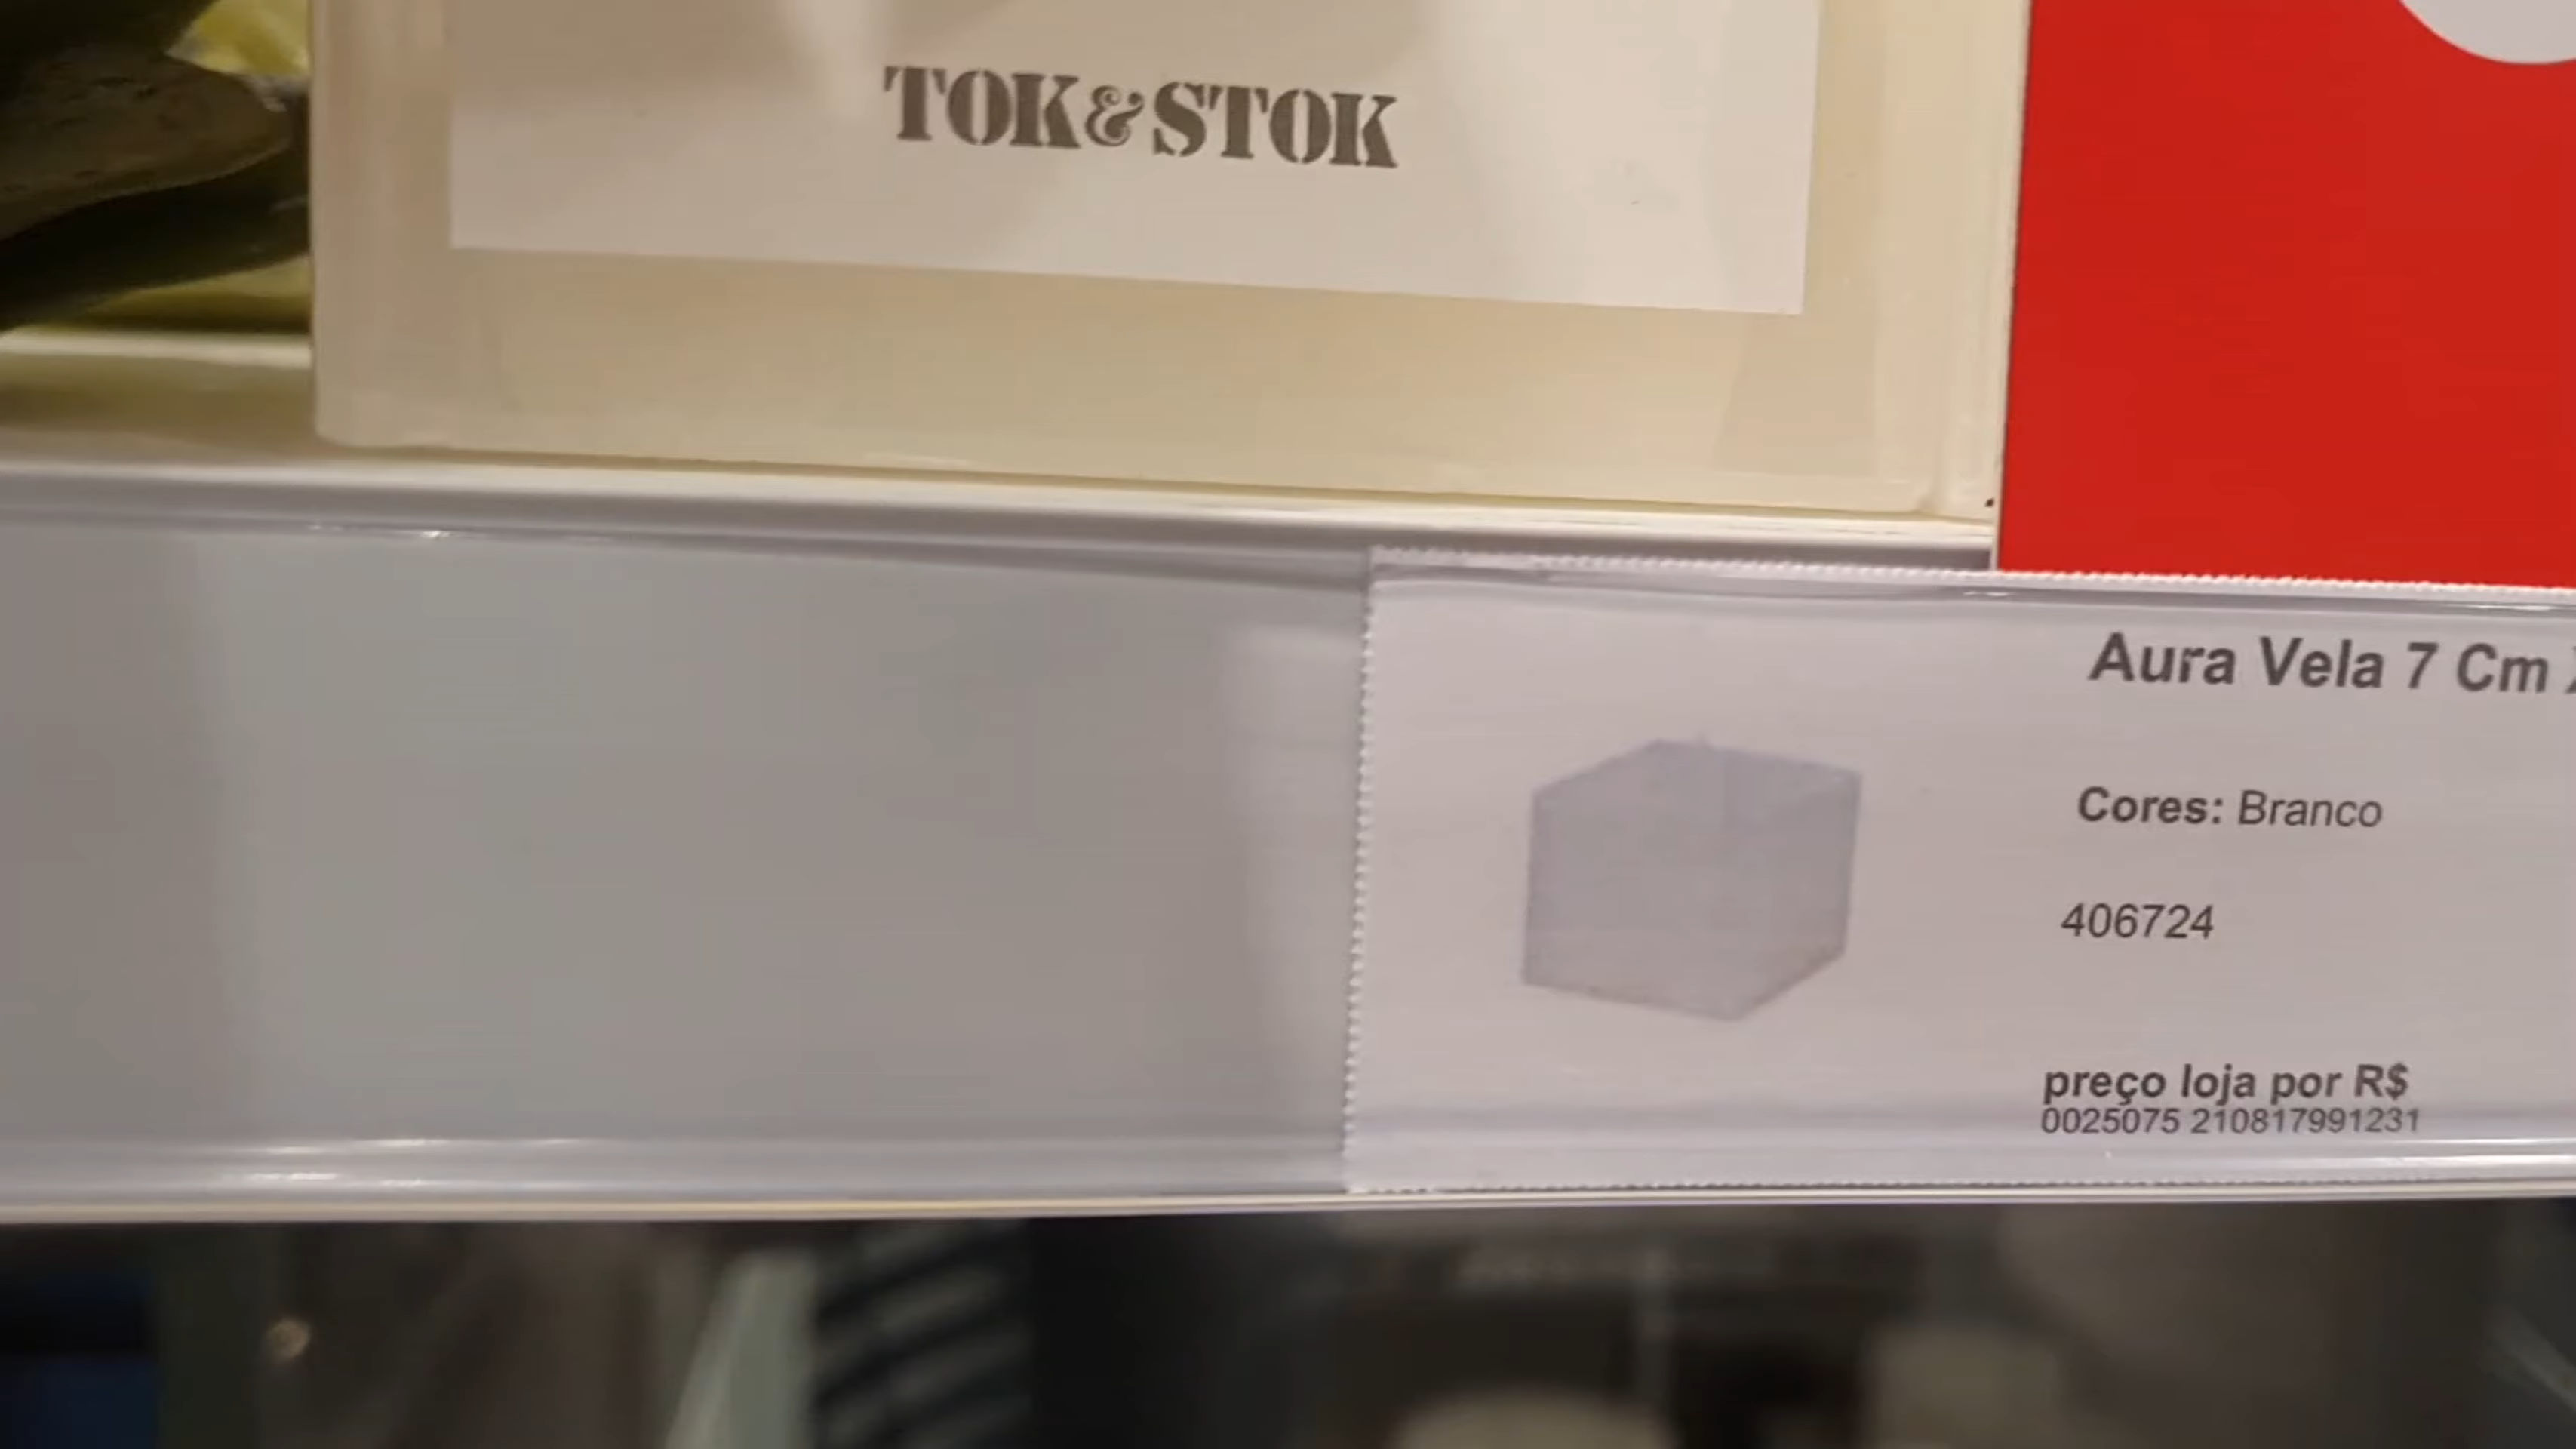 TOK&STOK
Aura Vela 7 Cm
Cores: Branco
406724
preço loja por R$
0025075 210817991231